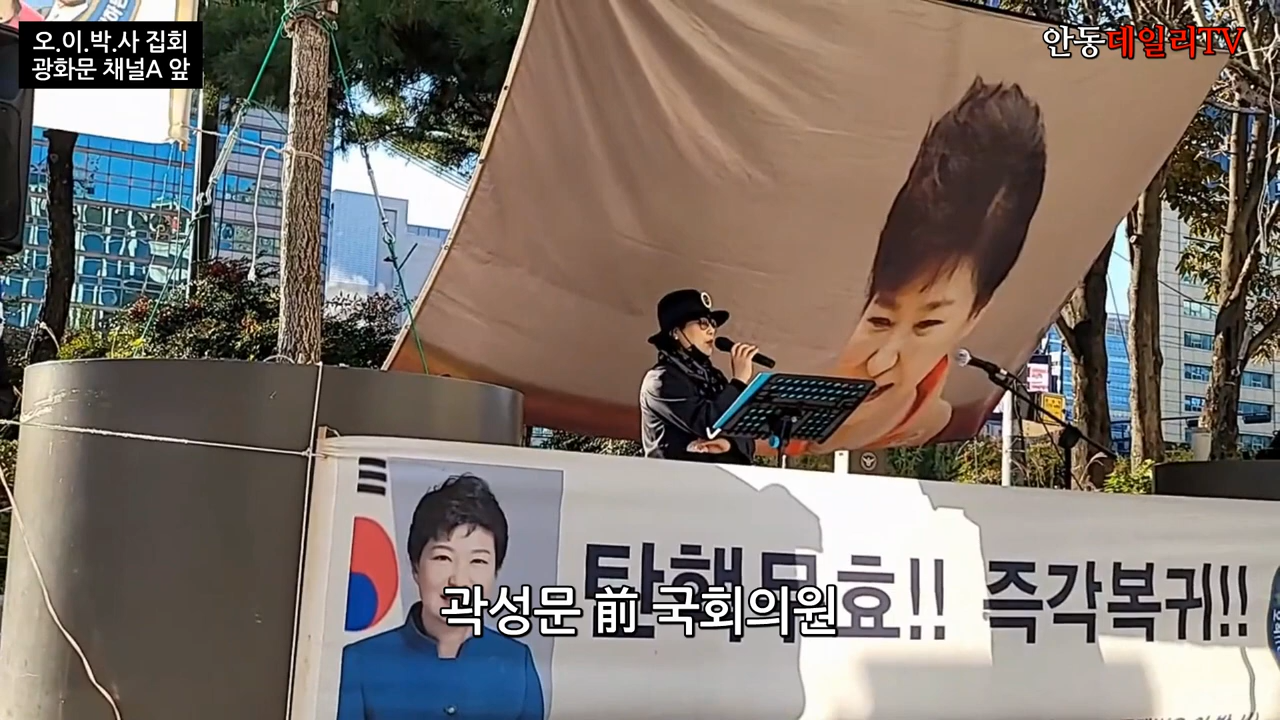 오.이.박.사 집회
광화문 채널A 앞
안동데일리TV
탄핵무효!! 즉각복귀!!
곽성문 前 국회의원